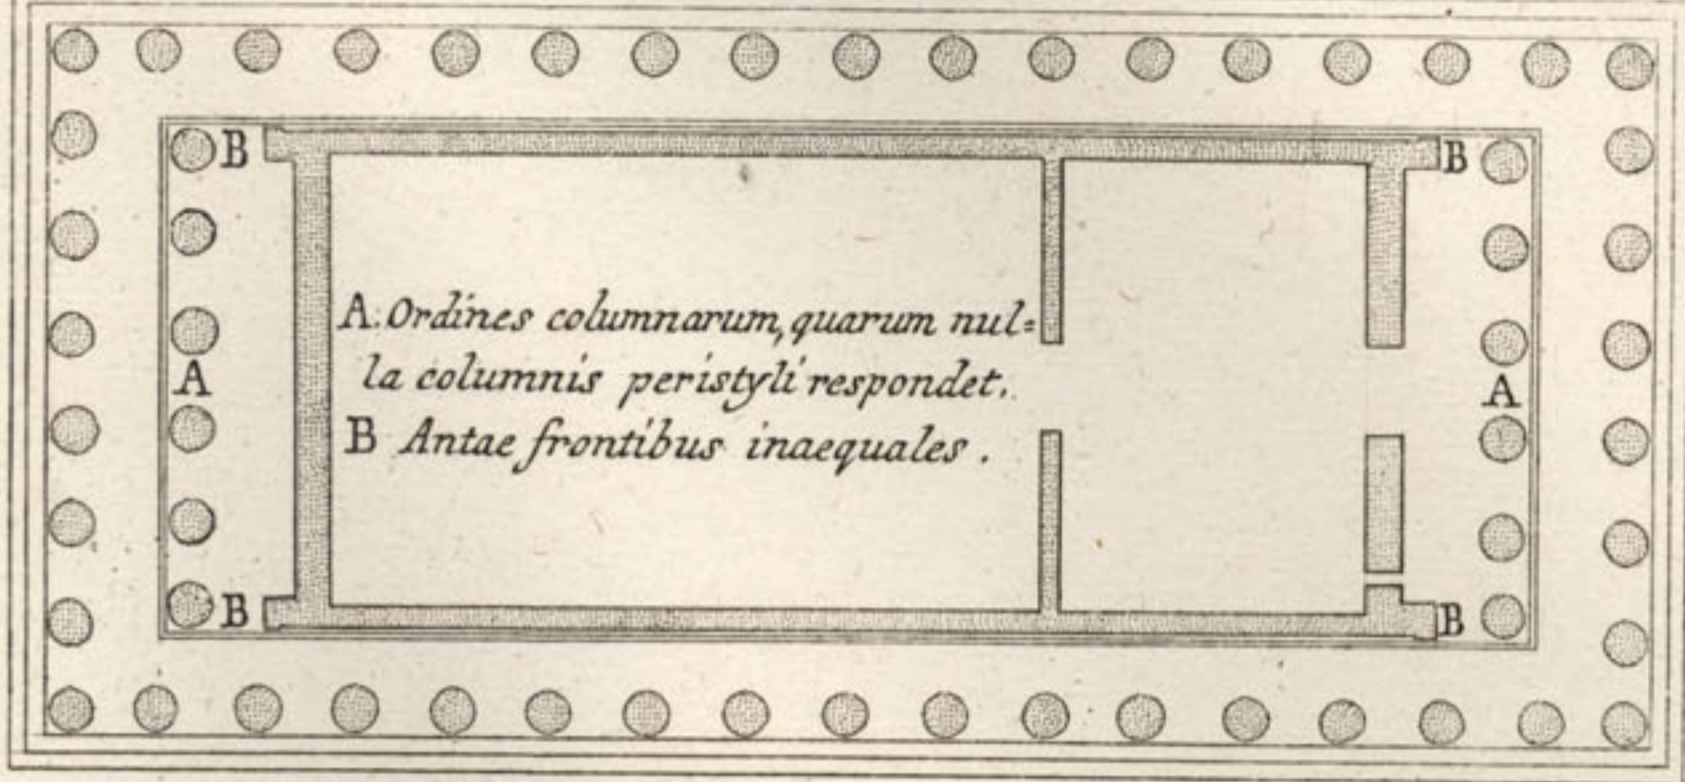 B
B
A: Ordines columnarum, quarum nul=
la columnis peristyli respondet.
A
A
B Antae frontibus inaequales.
B
B